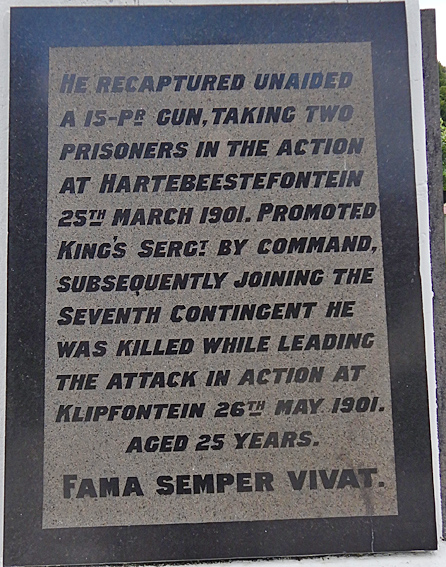 HE RECAPTURED UNAIDED
A 15-PR GUN, TAKING TWO
PRISONERS IN THE ACTION
AT HARTEBEESTEFONTEIN
25TH MARCH 1901. PROMOTED
KING'S SERGT BY COMMAND,
SUBSEQUENTLY JOINING THE
SEVENTH CONTINGENT HE
WAS KILLED WHILE LEADING
THE ATTACK IN ACTION AT
KLIPFONTEIN 26TH MAY 1901.
AGED 25 YEARS.
FAMA SEMPER VIVAT.